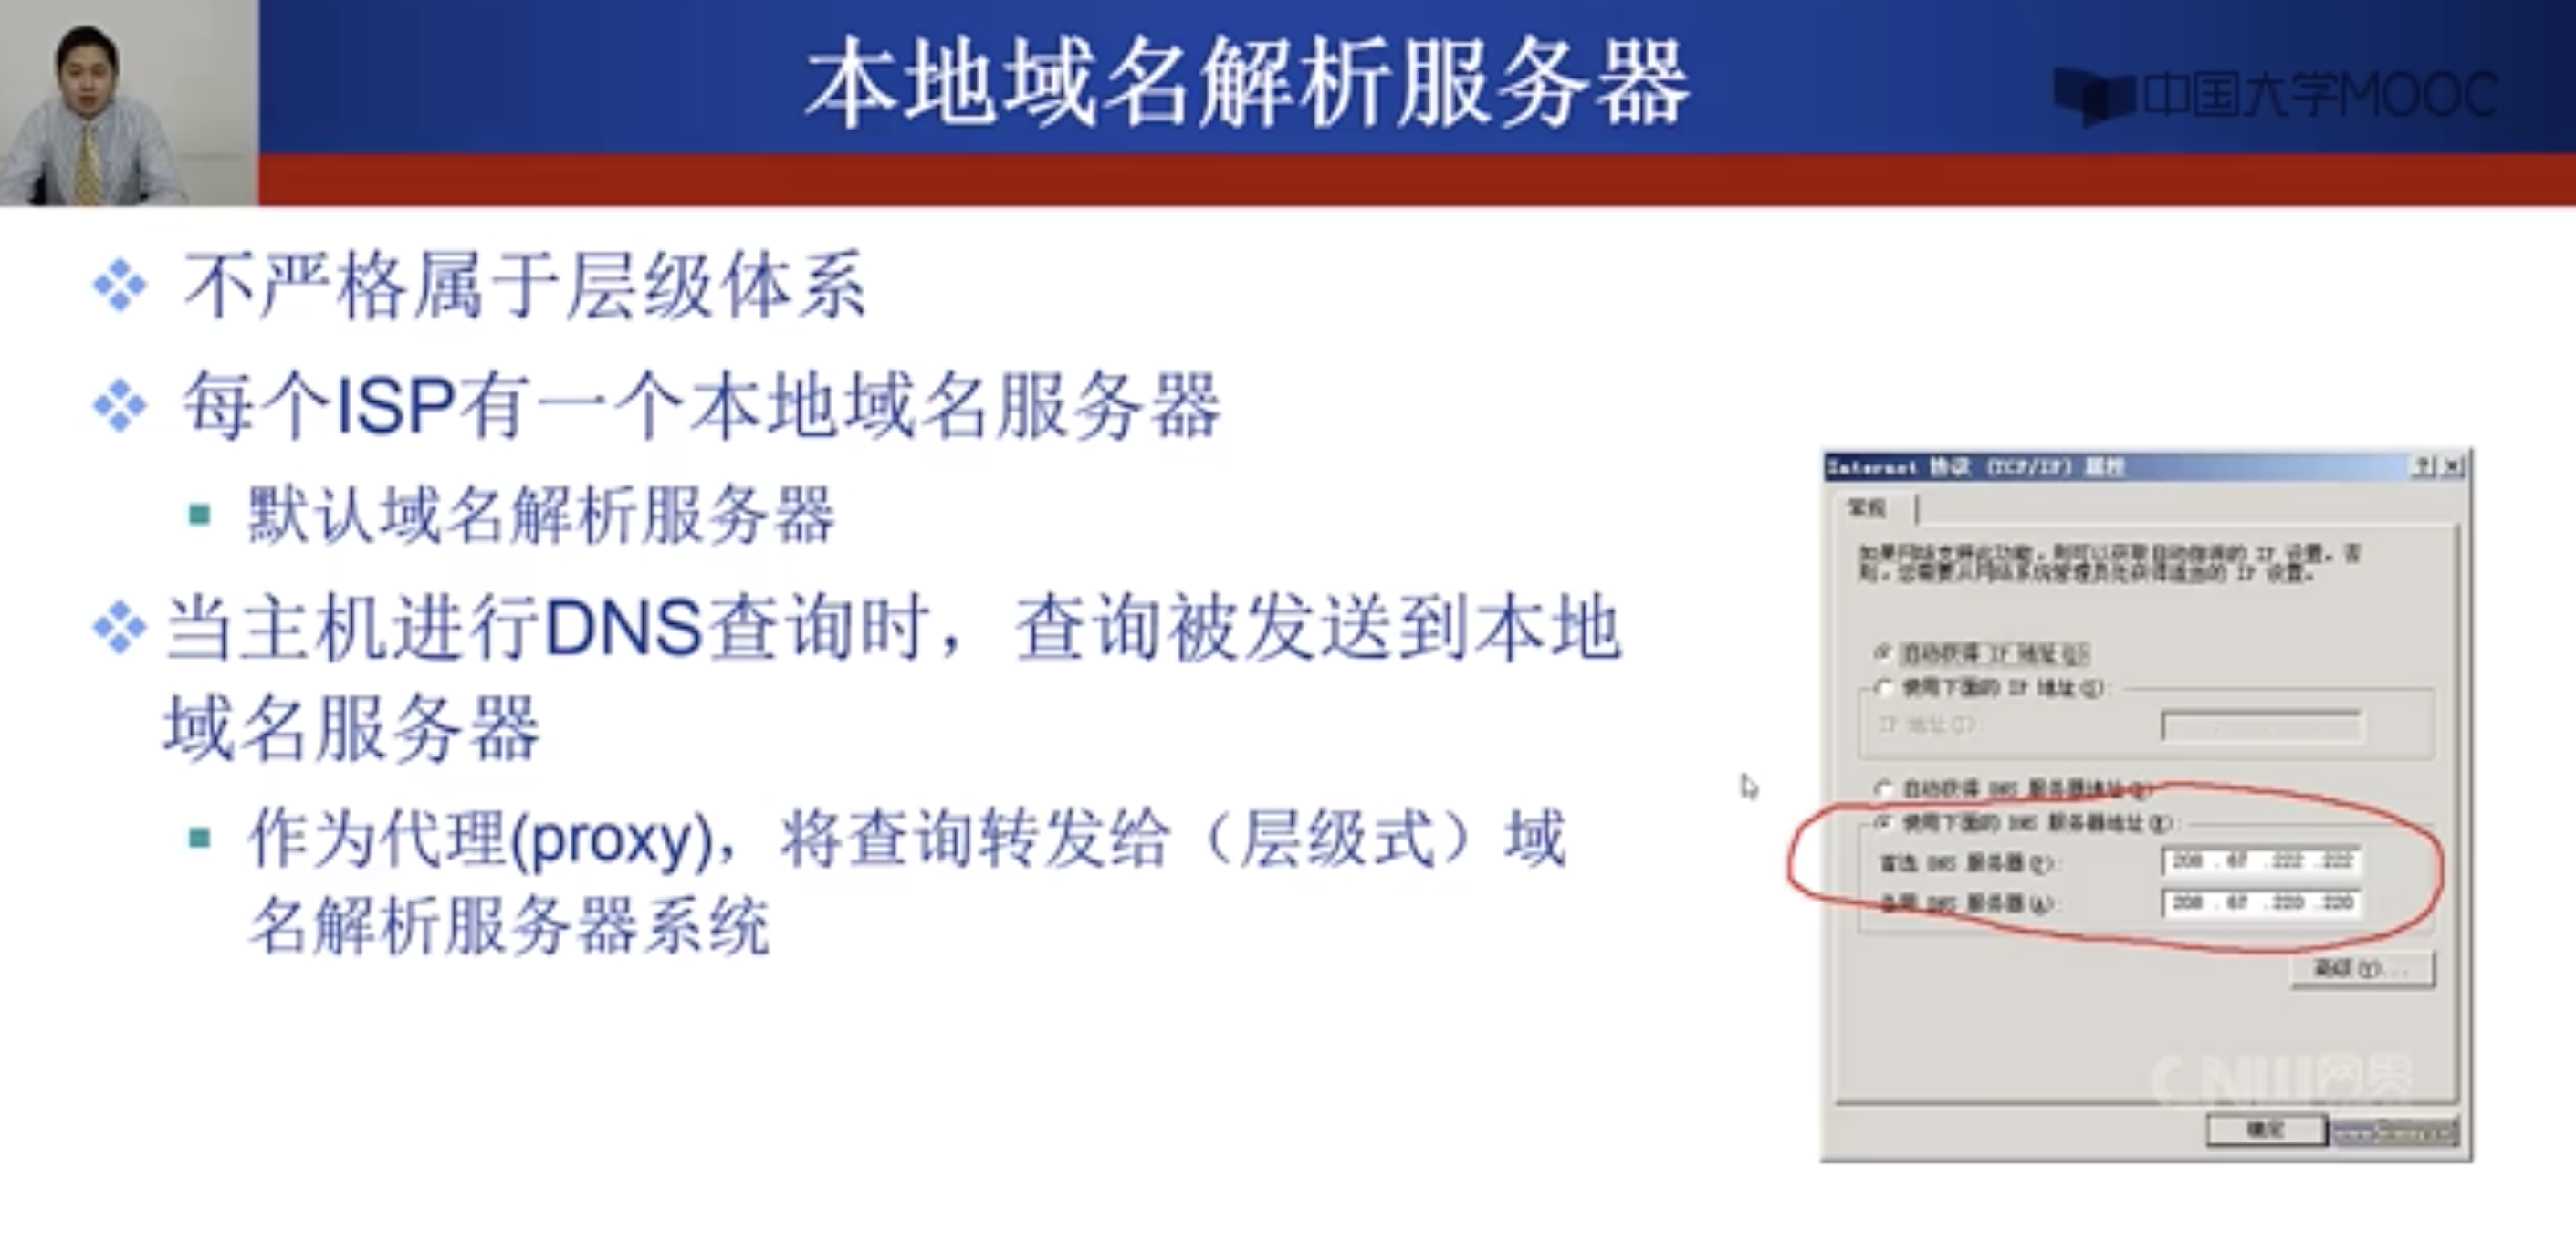 本地域名解析服务器
中国大学MOOC
不严格属于层级体系
每个ISP有一个本地域名服务器
默认域名解析服务器
当主机进行DNS查询时，查询被发送到本地
域名服务器
作为代理(proxy)，将查询转发给（层级式）域
名解析服务器系统
Internet 协议 (TCP/IP) 属性
常规
如果网络支持此功能，则可以获取自动指派的 IP 设置。否
则，您需要从网络系统管理员处获得适当的 IP 设置。
自动获得 IP 地址(O)
使用下面的 IP 地址(S):
IP 地址(I):
自动获得 DNS 服务器地址(B)
使用下面的 DNS 服务器地址(E):
首选 DNS 服务器(P): 208 . 67 .222 .222
备用 DNS 服务器(A): 208 . 67 .220 .220
高级(V)...
CNW网界
确定